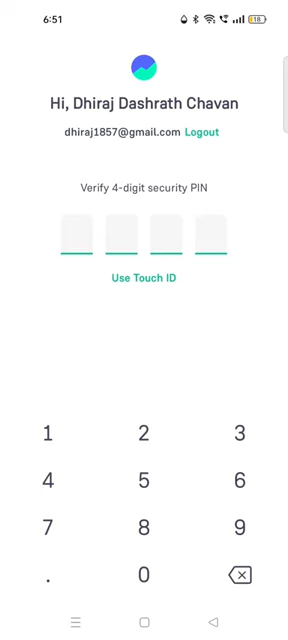 6:51
18
Hi, Dhiraj Dashrath Chavan
dhiraj1857@gmail.com Logout
Verify 4-digit security PIN
Use Touch ID
1 2 3
4 5 6
7 8 9
. 0